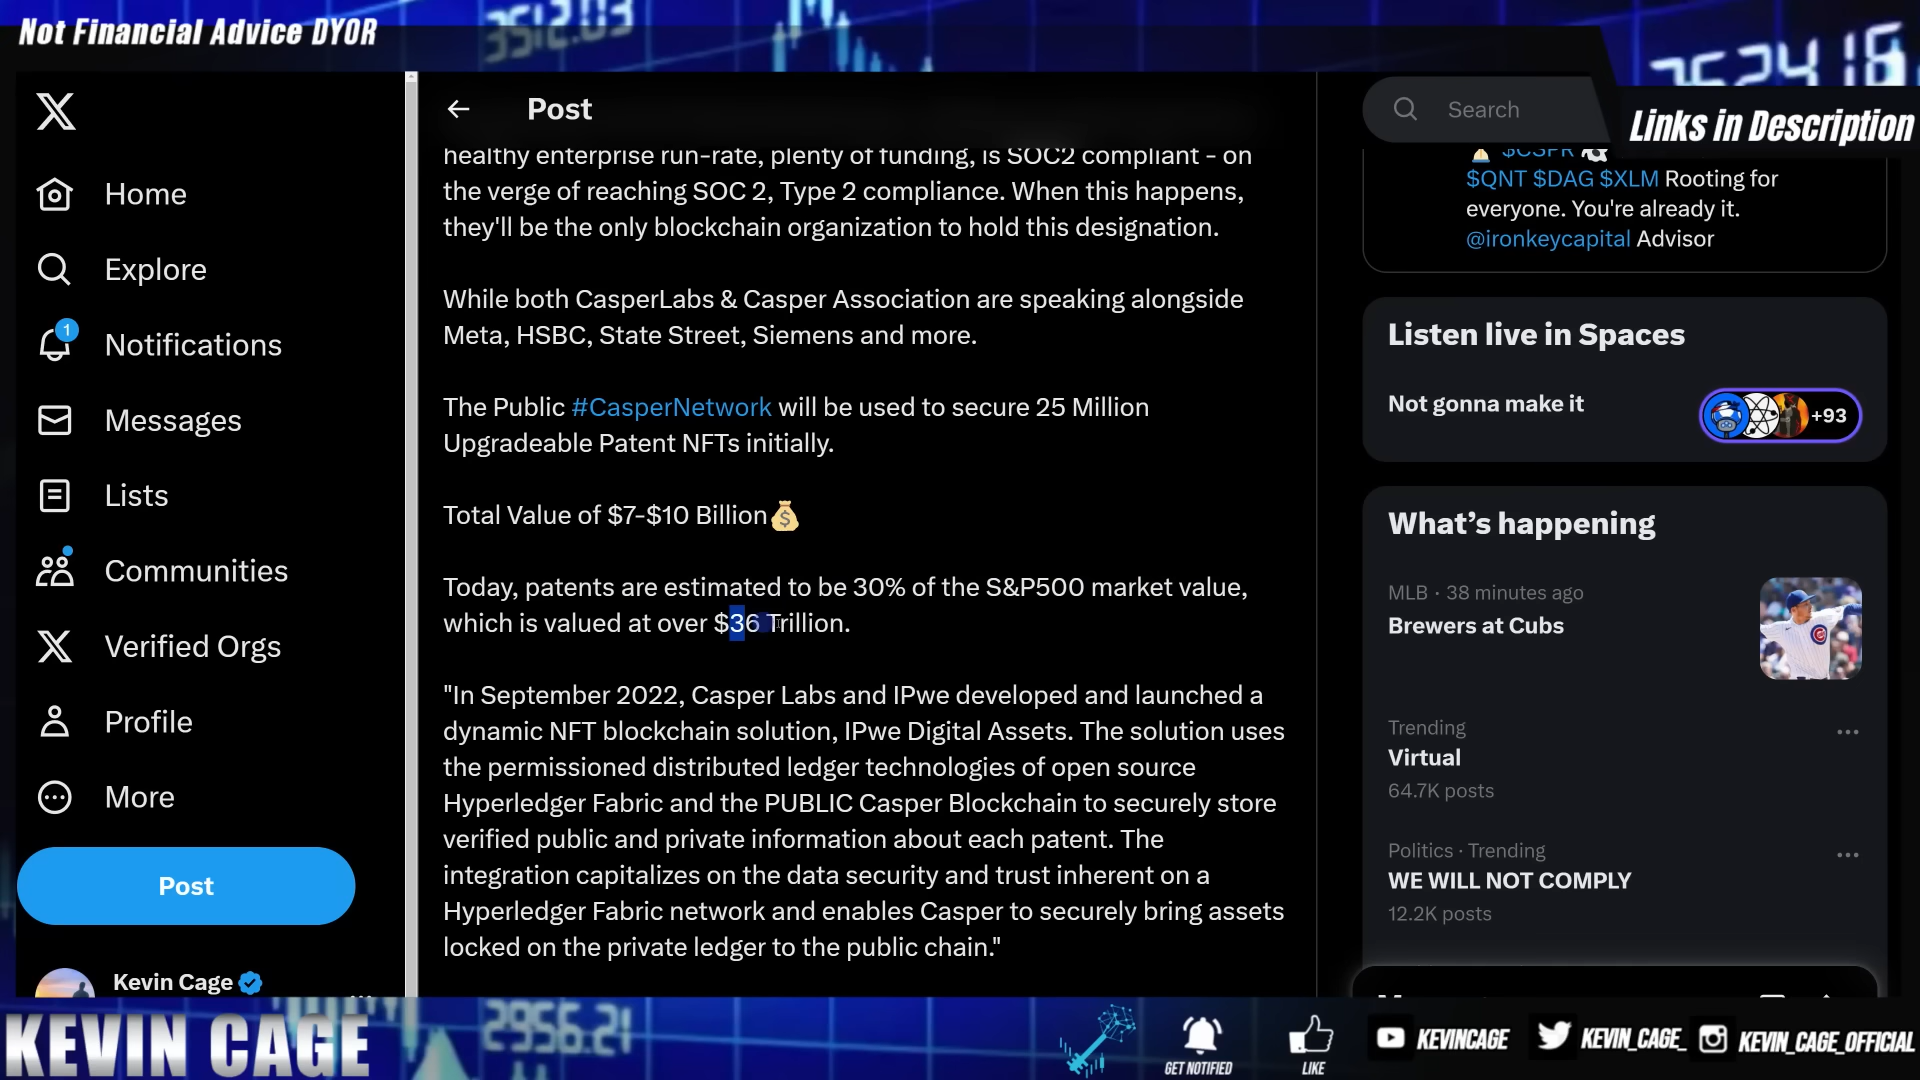 Not Financial Advice DYOR
3512.03
Links in Description
Home
Explore
1
Notifications
Messages
Lists
Communities
Verified Orgs
Profile
More
Post
Kevin Cage
Post
healthy enterprise run-rate, plenty of funding, is SOC2 compliant - on
the verge of reaching SOC 2, Type 2 compliance. When this happens,
they'll be the only blockchain organization to hold this designation.
While both CasperLabs & Casper Association are speaking alongside
Meta, HSBC, State Street, Siemens and more.
The Public #CasperNetwork will be used to secure 25 Million
Upgradeable Patent NFTs initially.
Total Value of $7-$10 Billion
Today, patents are estimated to be 30% of the S&P500 market value,
which is valued at over $36 Trillion.
"In September 2022, Casper Labs and IPwe developed and launched a
dynamic NFT blockchain solution, IPwe Digital Assets. The solution uses
the permissioned distributed ledger technologies of open source
Hyperledger Fabric and the PUBLIC Casper Blockchain to securely store
verified public and private information about each patent. The
integration capitalizes on the data security and trust inherent on a
Hyperledger Fabric network and enables Casper to securely bring assets
locked on the private ledger to the public chain."
Search
$CSPR
$QNT $DAG $XLM Rooting for
everyone. You're already it.
@ironkeycapital Advisor
Listen live in Spaces
Not gonna make it
+93
What's happening
MLB · 38 minutes ago
Brewers at Cubs
Trending
Virtual
64.7K posts
Politics · Trending
WE WILL NOT COMPLY
12.2K posts
KEVIN CAGE
2956.21
GET NOTIFIED
LIKE
KEVINCAGE
KEVIN_CAGE_
KEVIN_CAGE_OFFICIAL